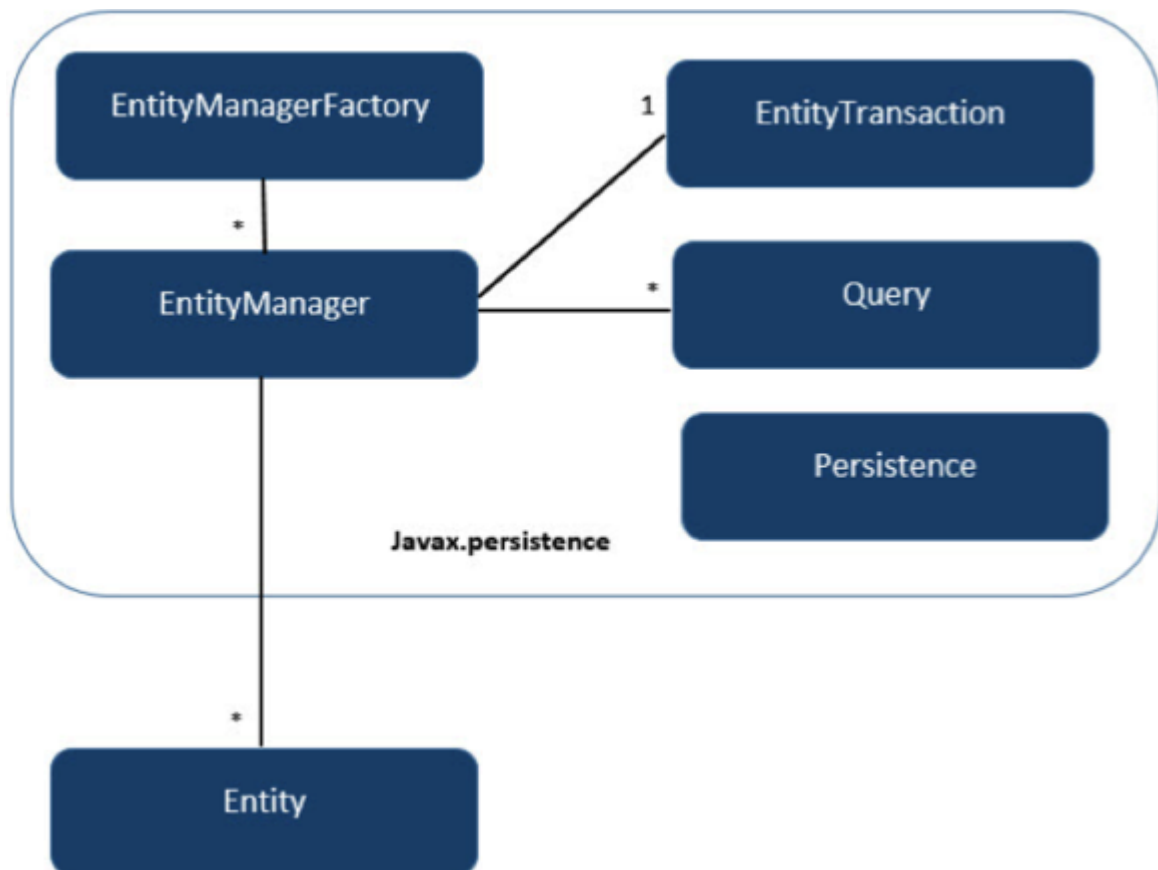 EntityManagerFactory
1
EntityTransaction
*
EntityManager
*
Query
Persistence
Javax.persistence
*
Entity